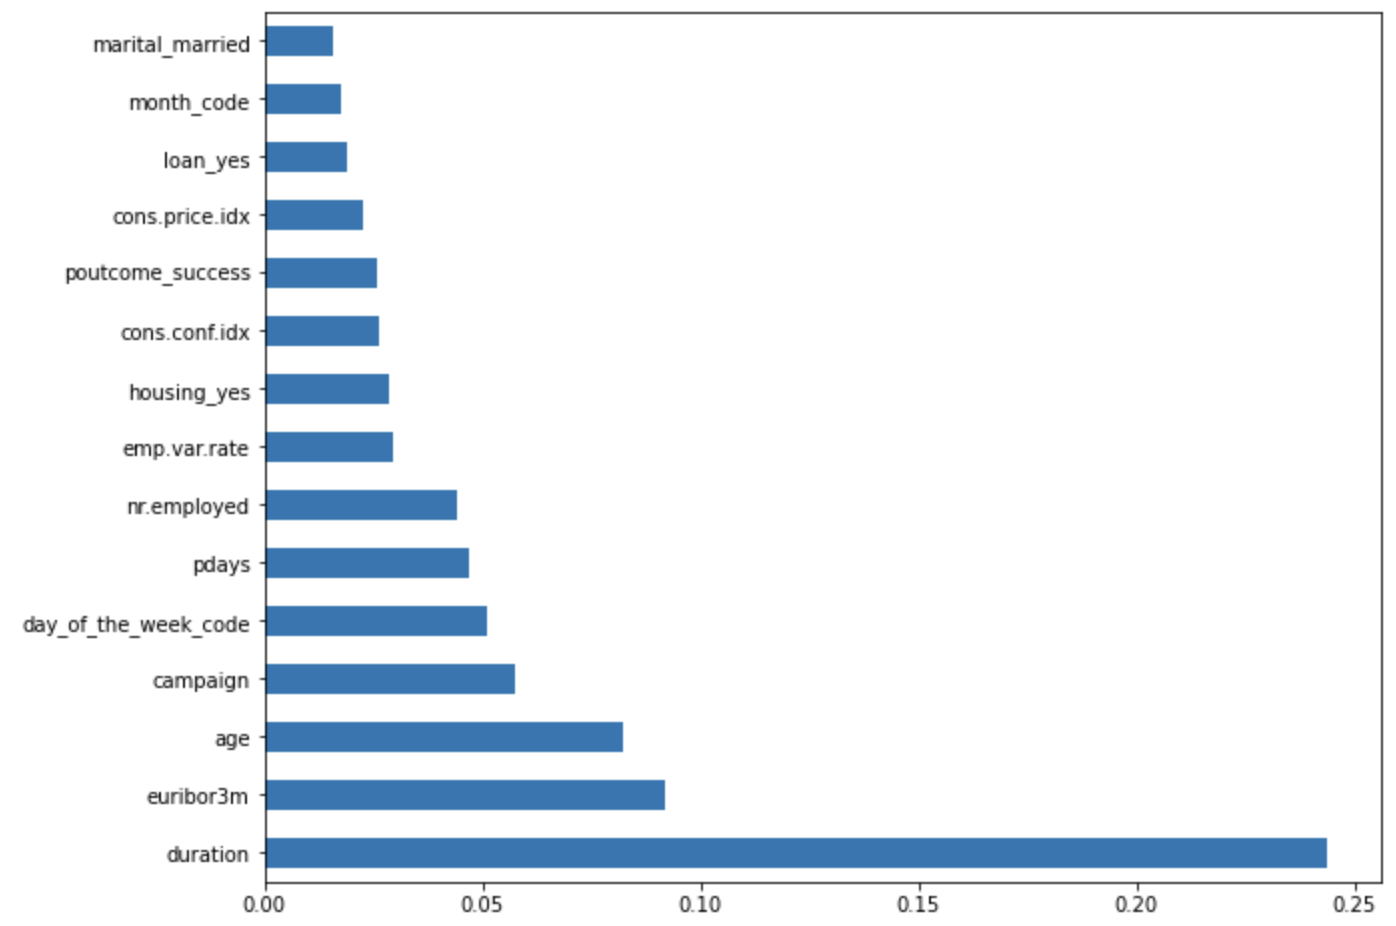 marital_married
month_code
loan_yes
cons.price.idx
poutcome_success
cons.conf.idx
housing_yes
emp.var.rate
nr.employed
pdays
day_of_the_week_code
campaign
age
euribor3m
duration
0.00 0.05 0.10 0.15 0.20 0.25